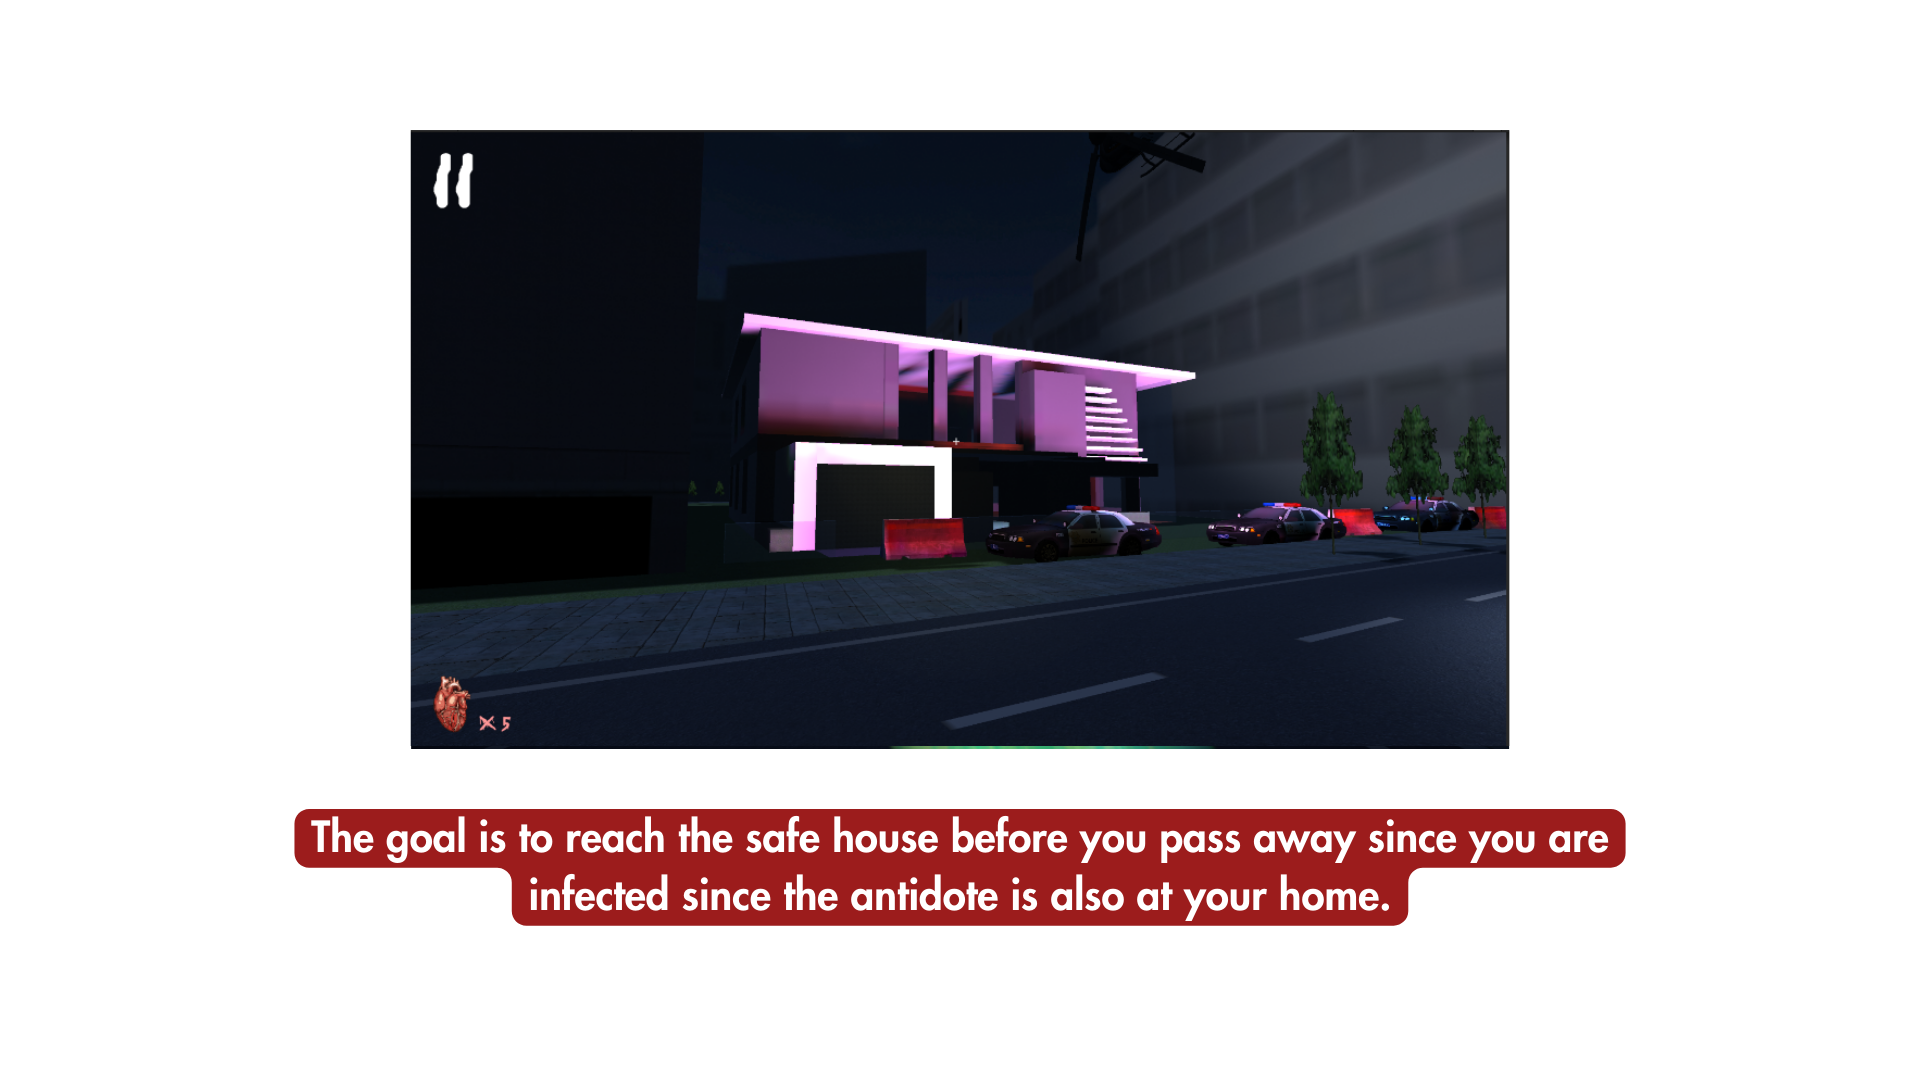 × 5
The goal is to reach the safe house before you pass away since you are
infected since the antidote is also at your home.